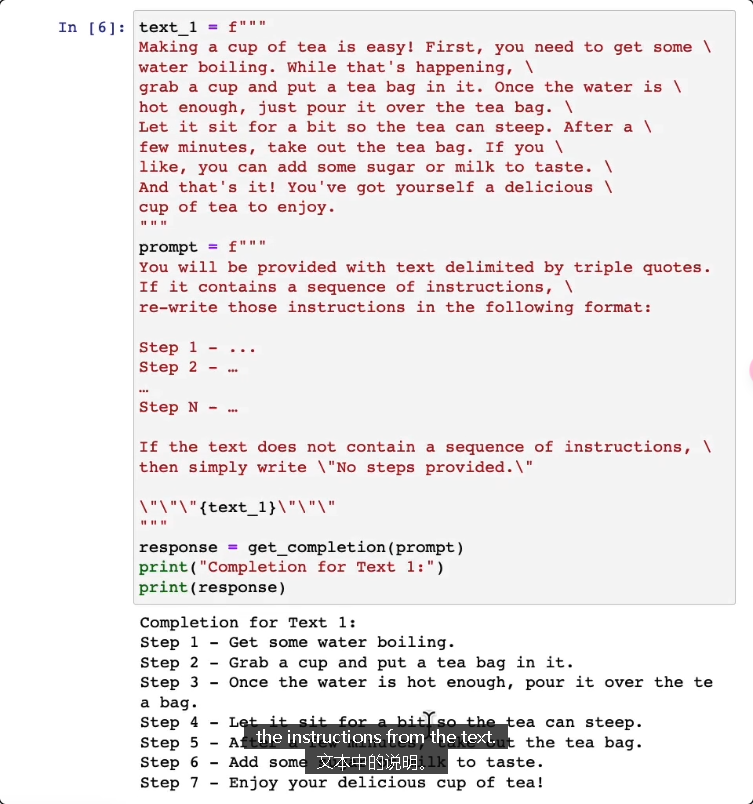 In [6]: text_1 = f"""
Making a cup of tea is easy! First, you need to get some \
water boiling. While that's happening, \
grab a cup and put a tea bag in it. Once the water is \
hot enough, just pour it over the tea bag. \
Let it sit for a bit so the tea can steep. After a \
few minutes, take out the tea bag. If you \
like, you can add some sugar or milk to taste. \
And that's it! You've got yourself a delicious \
cup of tea to enjoy.
"""
prompt = f"""
You will be provided with text delimited by triple quotes.
If it contains a sequence of instructions, \
re-write those instructions in the following format:

Step 1 - ...
Step 2 - …
…
Step N - …

If the text does not contain a sequence of instructions, \
then simply write \"No steps provided.\"

\"\"\"{text_1}\"\"\"
"""
response = get_completion(prompt)
print("Completion for Text 1:")
print(response)
Completion for Text 1:
Step 1 - Get some water boiling.
Step 2 - Grab a cup and put a tea bag in it.
Step 3 - Once the water is hot enough, pour it over the te
a bag.
Step 4 - Let it sit for a bit so the tea can steep.
the instructions from the text.
Step 5 - After a few minutes, take out the tea bag.
文本中的说明。
Step 6 - Add some milk to taste.
Step 7 - Enjoy your delicious cup of tea!